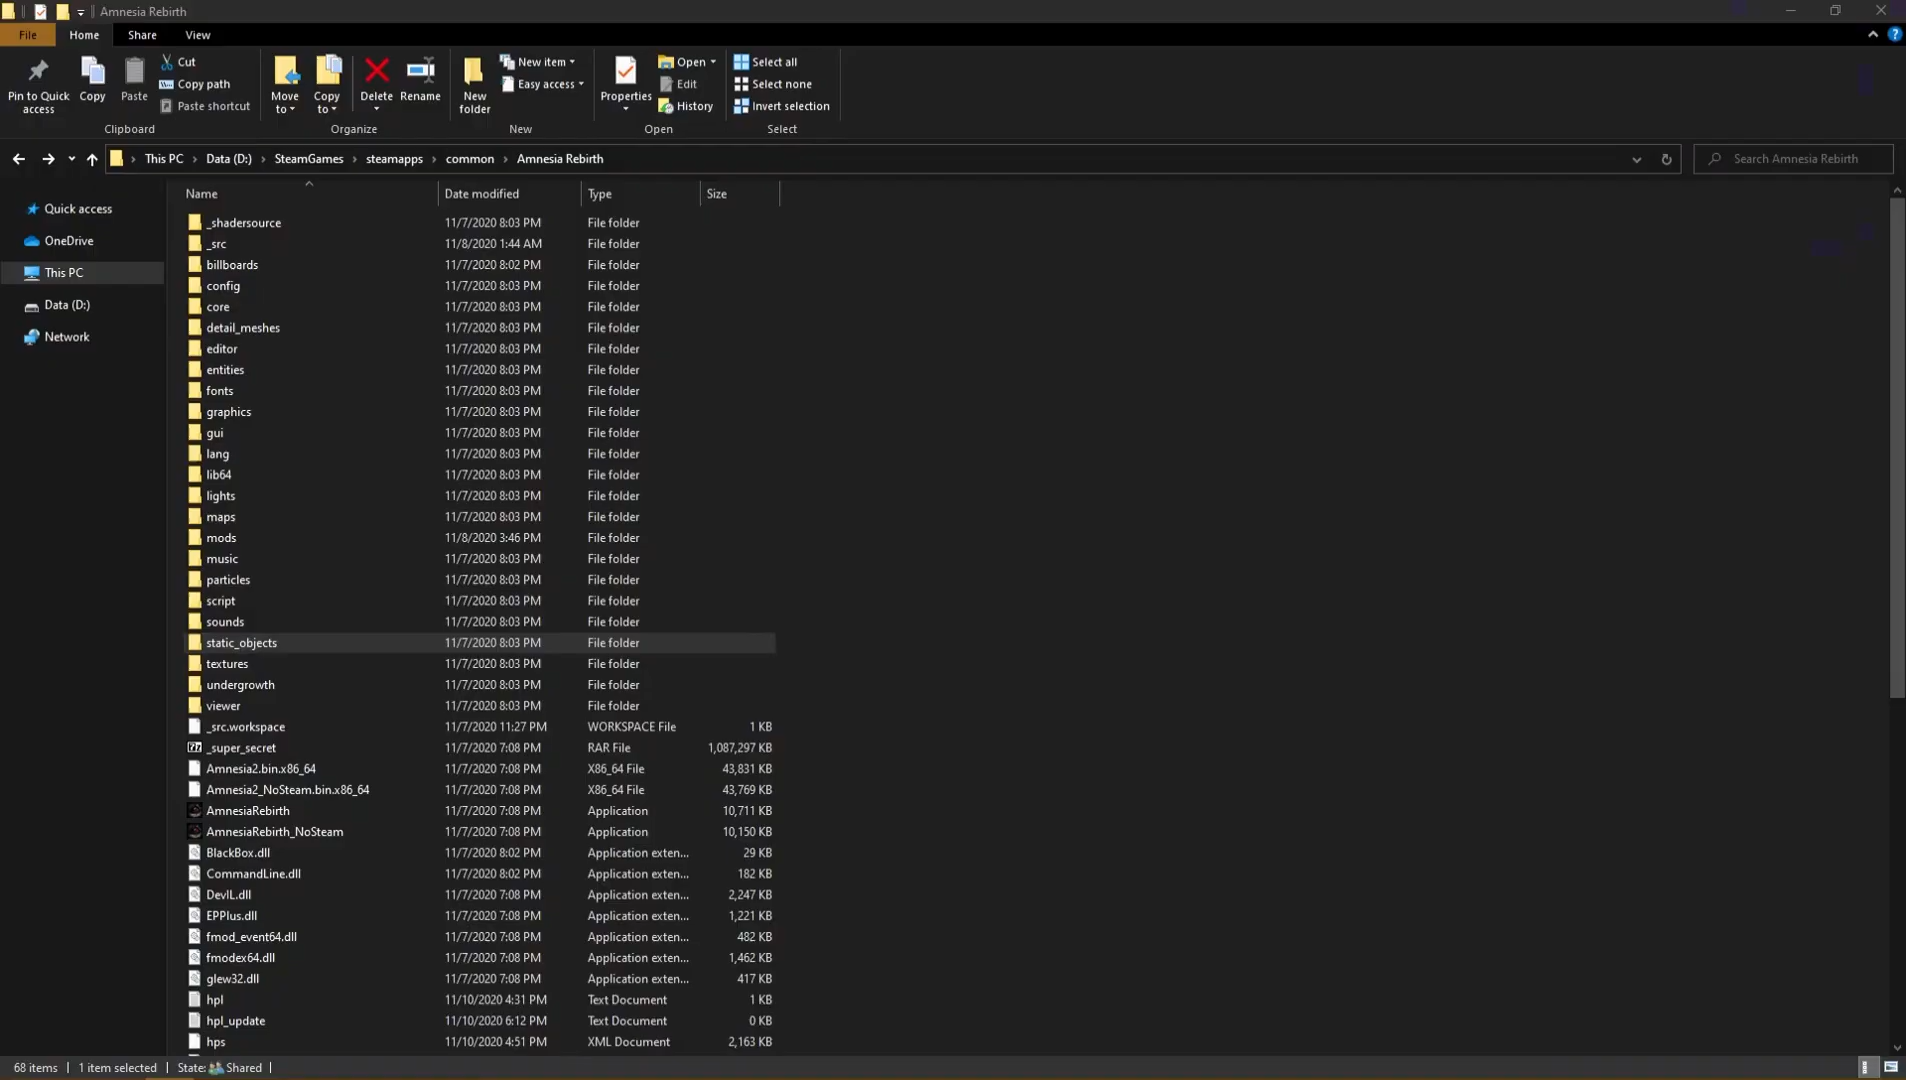 Amnesia Rebirth
File Home Share View
Pin to Quick access
Copy
Paste
Cut
Copy path
Paste shortcut
Clipboard
Move to
Copy to
Delete
Rename
Organize
New folder
New item
Easy access
New
Properties
Open
Edit
History
Open
Select all
Select none
Invert selection
Select
This PC > Data (D:) > SteamGames > steamapps > common > Amnesia Rebirth
Search Amnesia Rebirth
Quick access
OneDrive
This PC
Data (D:)
Network
Name Date modified Type Size
_shadersource 11/7/2020 8:03 PM File folder
_src 11/8/2020 1:44 AM File folder
billboards 11/7/2020 8:02 PM File folder
config 11/7/2020 8:03 PM File folder
core 11/7/2020 8:03 PM File folder
detail_meshes 11/7/2020 8:03 PM File folder
editor 11/7/2020 8:03 PM File folder
entities 11/7/2020 8:03 PM File folder
fonts 11/7/2020 8:03 PM File folder
graphics 11/7/2020 8:03 PM File folder
gui 11/7/2020 8:03 PM File folder
lang 11/7/2020 8:03 PM File folder
lib64 11/7/2020 8:03 PM File folder
lights 11/7/2020 8:03 PM File folder
maps 11/7/2020 8:03 PM File folder
mods 11/8/2020 3:46 PM File folder
music 11/7/2020 8:03 PM File folder
particles 11/7/2020 8:03 PM File folder
script 11/7/2020 8:03 PM File folder
sounds 11/7/2020 8:03 PM File folder
static_objects 11/7/2020 8:03 PM File folder
textures 11/7/2020 8:03 PM File folder
undergrowth 11/7/2020 8:03 PM File folder
viewer 11/7/2020 8:03 PM File folder
_src.workspace 11/7/2020 11:27 PM WORKSPACE File 1 KB
_super_secret 11/7/2020 7:08 PM RAR File 1,087,297 KB
Amnesia2.bin.x86_64 11/7/2020 7:08 PM X86_64 File 43,831 KB
Amnesia2_NoSteam.bin.x86_64 11/7/2020 7:08 PM X86_64 File 43,769 KB
AmnesiaRebirth 11/7/2020 7:08 PM Application 10,711 KB
AmnesiaRebirth_NoSteam 11/7/2020 7:08 PM Application 10,150 KB
BlackBox.dll 11/7/2020 8:02 PM Application exten... 29 KB
CommandLine.dll 11/7/2020 8:02 PM Application exten... 182 KB
DevIL.dll 11/7/2020 7:08 PM Application exten... 2,247 KB
EPPlus.dll 11/7/2020 7:08 PM Application exten... 1,221 KB
fmod_event64.dll 11/7/2020 7:08 PM Application exten... 482 KB
fmodex64.dll 11/7/2020 7:08 PM Application exten... 1,462 KB
glew32.dll 11/7/2020 7:08 PM Application exten... 417 KB
hpl 11/10/2020 4:31 PM Text Document 1 KB
hpl_update 11/10/2020 6:12 PM Text Document 0 KB
hps 11/10/2020 4:51 PM XML Document 2,163 KB
68 items 1 item selected State: Shared